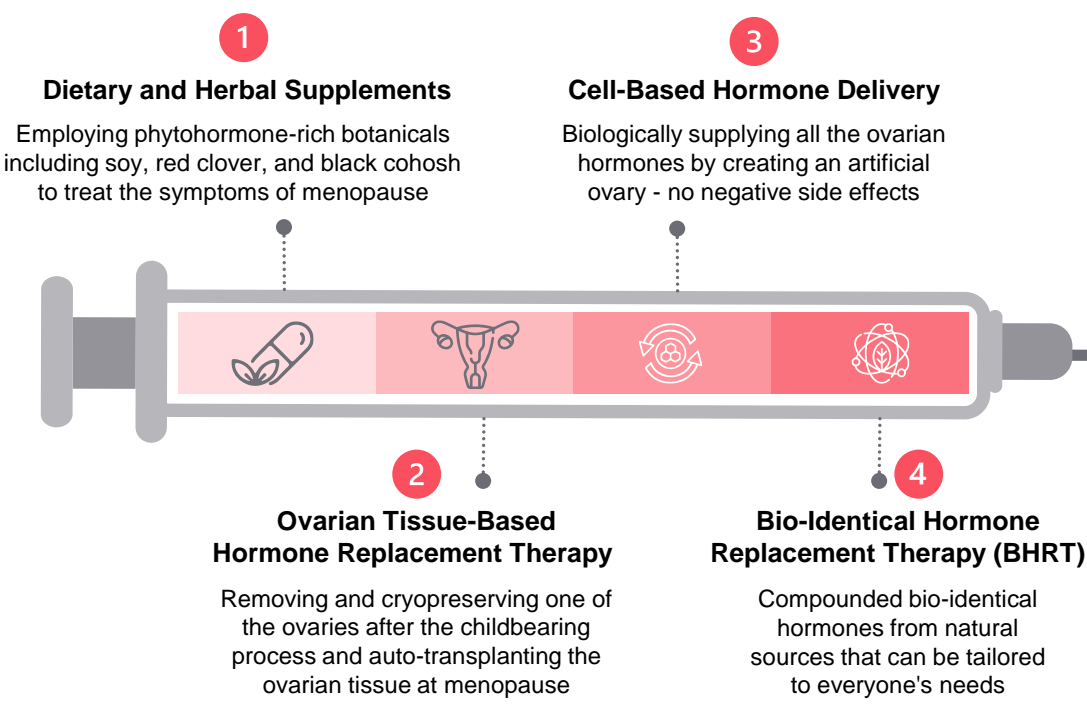 1
Dietary and Herbal Supplements
Employing phytohormone-rich botanicals
including soy, red clover, and black cohosh
to treat the symptoms of menopause
2
Ovarian Tissue-Based
Hormone Replacement Therapy
Removing and cryopreserving one of
the ovaries after the childbearing
process and auto-transplanting the
ovarian tissue at menopause
3
Cell-Based Hormone Delivery
Biologically supplying all the ovarian
hormones by creating an artificial
ovary - no negative side effects
4
Bio-Identical Hormone
Replacement Therapy (BHRT)
Compounded bio-identical
hormones from natural
sources that can be tailored
to everyone's needs